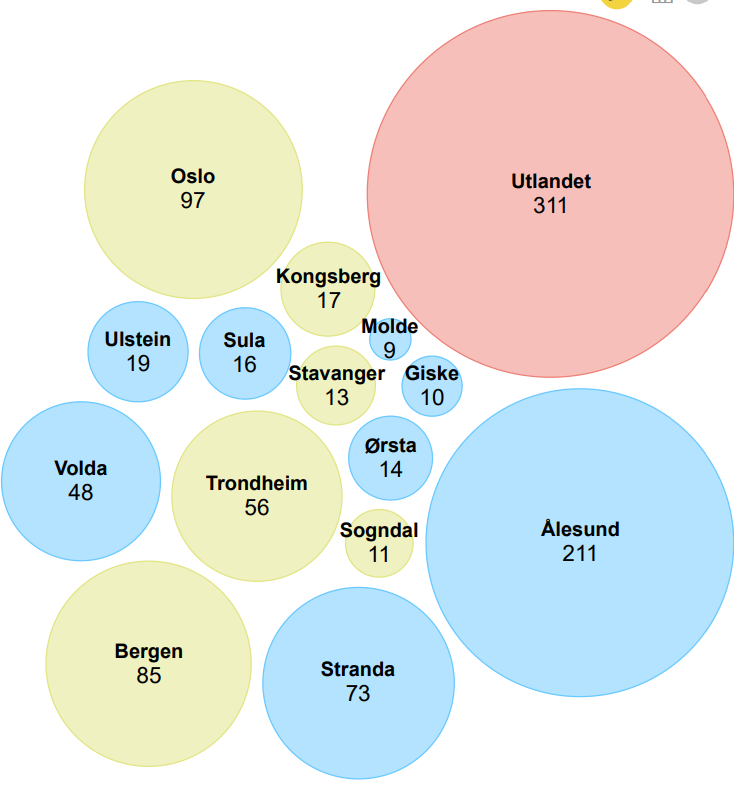 Oslo
97
Utlandet
311
Kongsberg
17
Molde
9
Ulstein
19
Sula
16
Stavanger
13
Giske
10
Ørsta
14
Volda
48
Trondheim
56
Sogndal
11
Ålesund
211
Bergen
85
Stranda
73